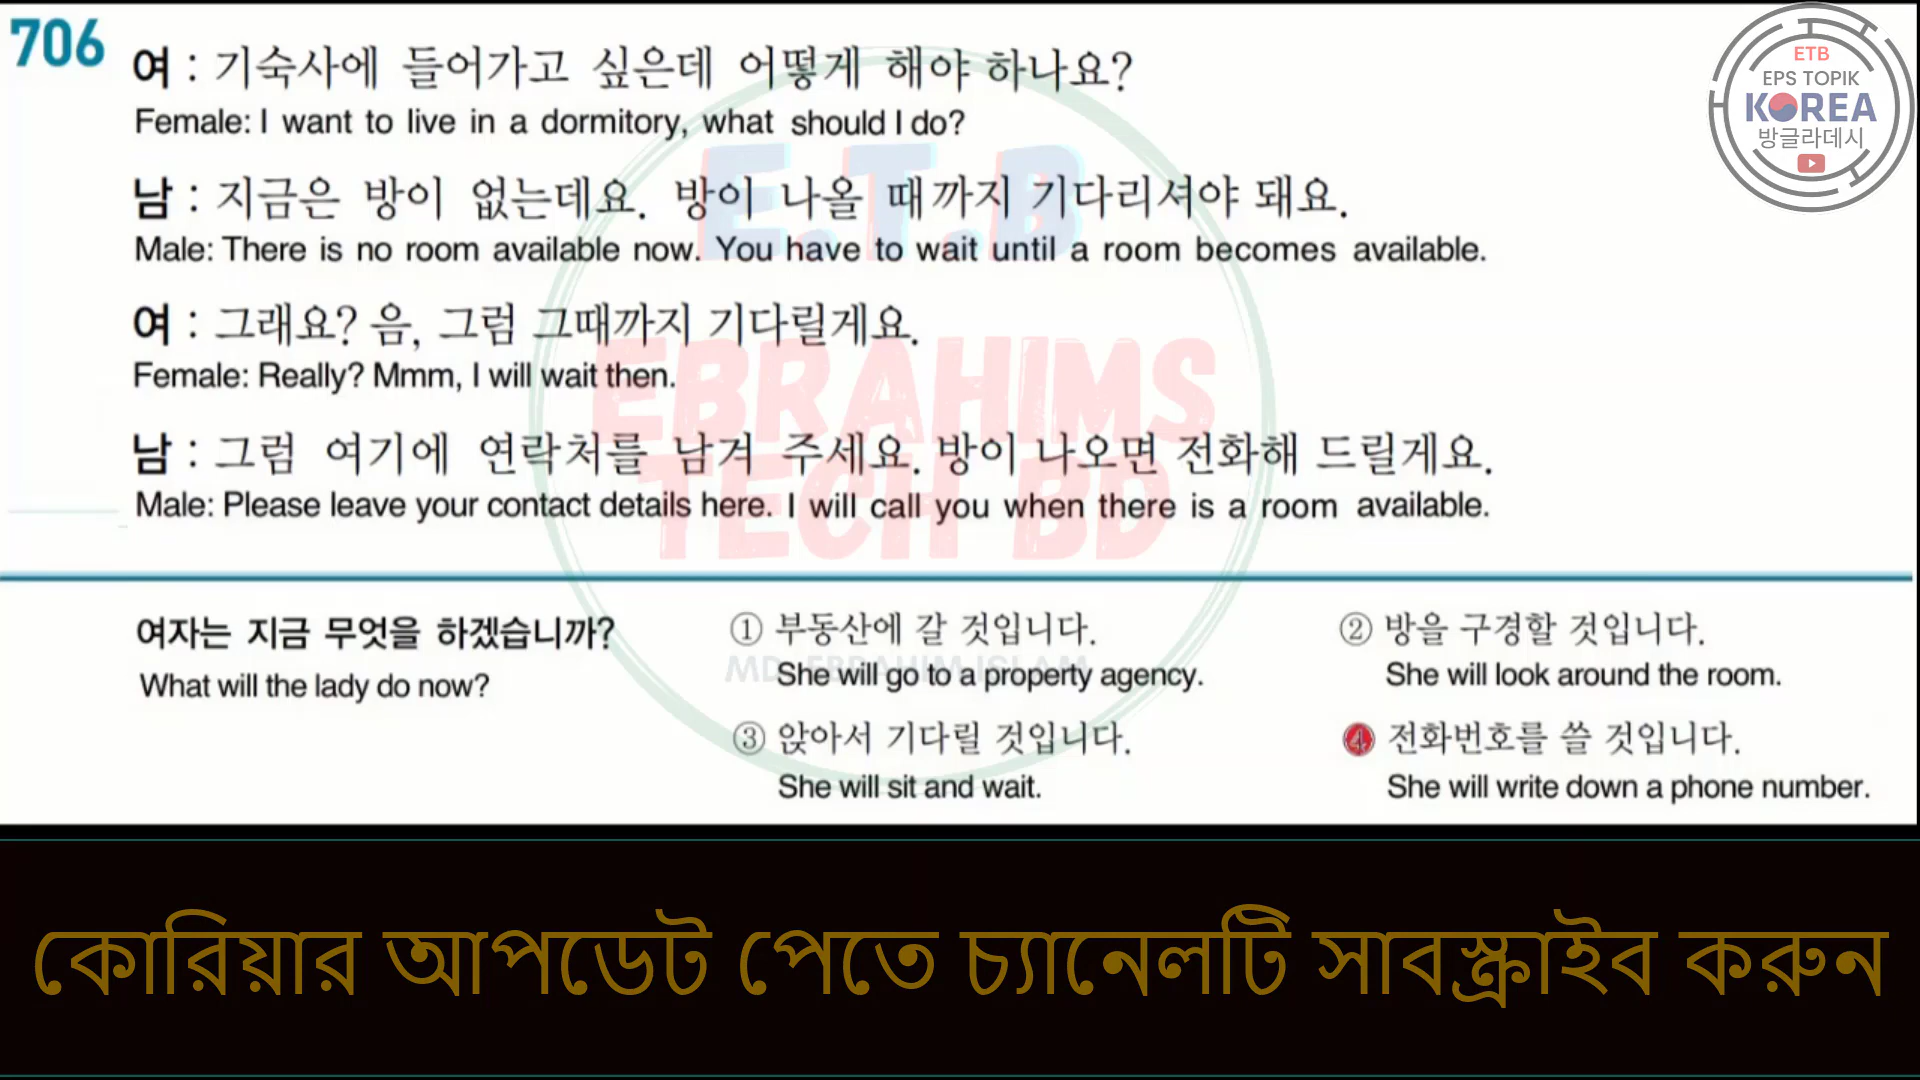 706
여 : 기숙사에 들어가고 싶은데 어떻게 해야 하나요?
Female: I want to live in a dormitory, what should I do?
남 : 지금은 방이 없는데요. 방이 나올 때까지 기다리셔야 돼요.
Male: There is no room available now. You have to wait until a room becomes available.
여 : 그래요? 음, 그럼 그때까지 기다릴게요.
Female: Really? Mmm, I will wait then.
남 : 그럼 여기에 연락처를 남겨 주세요. 방이 나오면 전화해 드릴게요.
Male: Please leave your contact details here. I will call you when there is a room available.
여자는 지금 무엇을 하겠습니까?
What will the lady do now?
① 부동산에 갈 것입니다.
She will go to a property agency.
② 방을 구경할 것입니다.
She will look around the room.
③ 앉아서 기다릴 것입니다.
She will sit and wait.
④ 전화번호를 쓸 것입니다.
She will write down a phone number.
ETB
EPS TOPIK
KOREA
방글라데시
E.T.B
EBRAHIMS
TECH BD
MD. EBRAHIM ISLAM
কোরিয়ার আপডেট পেতে চ্যানেলটি সাবস্ক্রাইব করুন